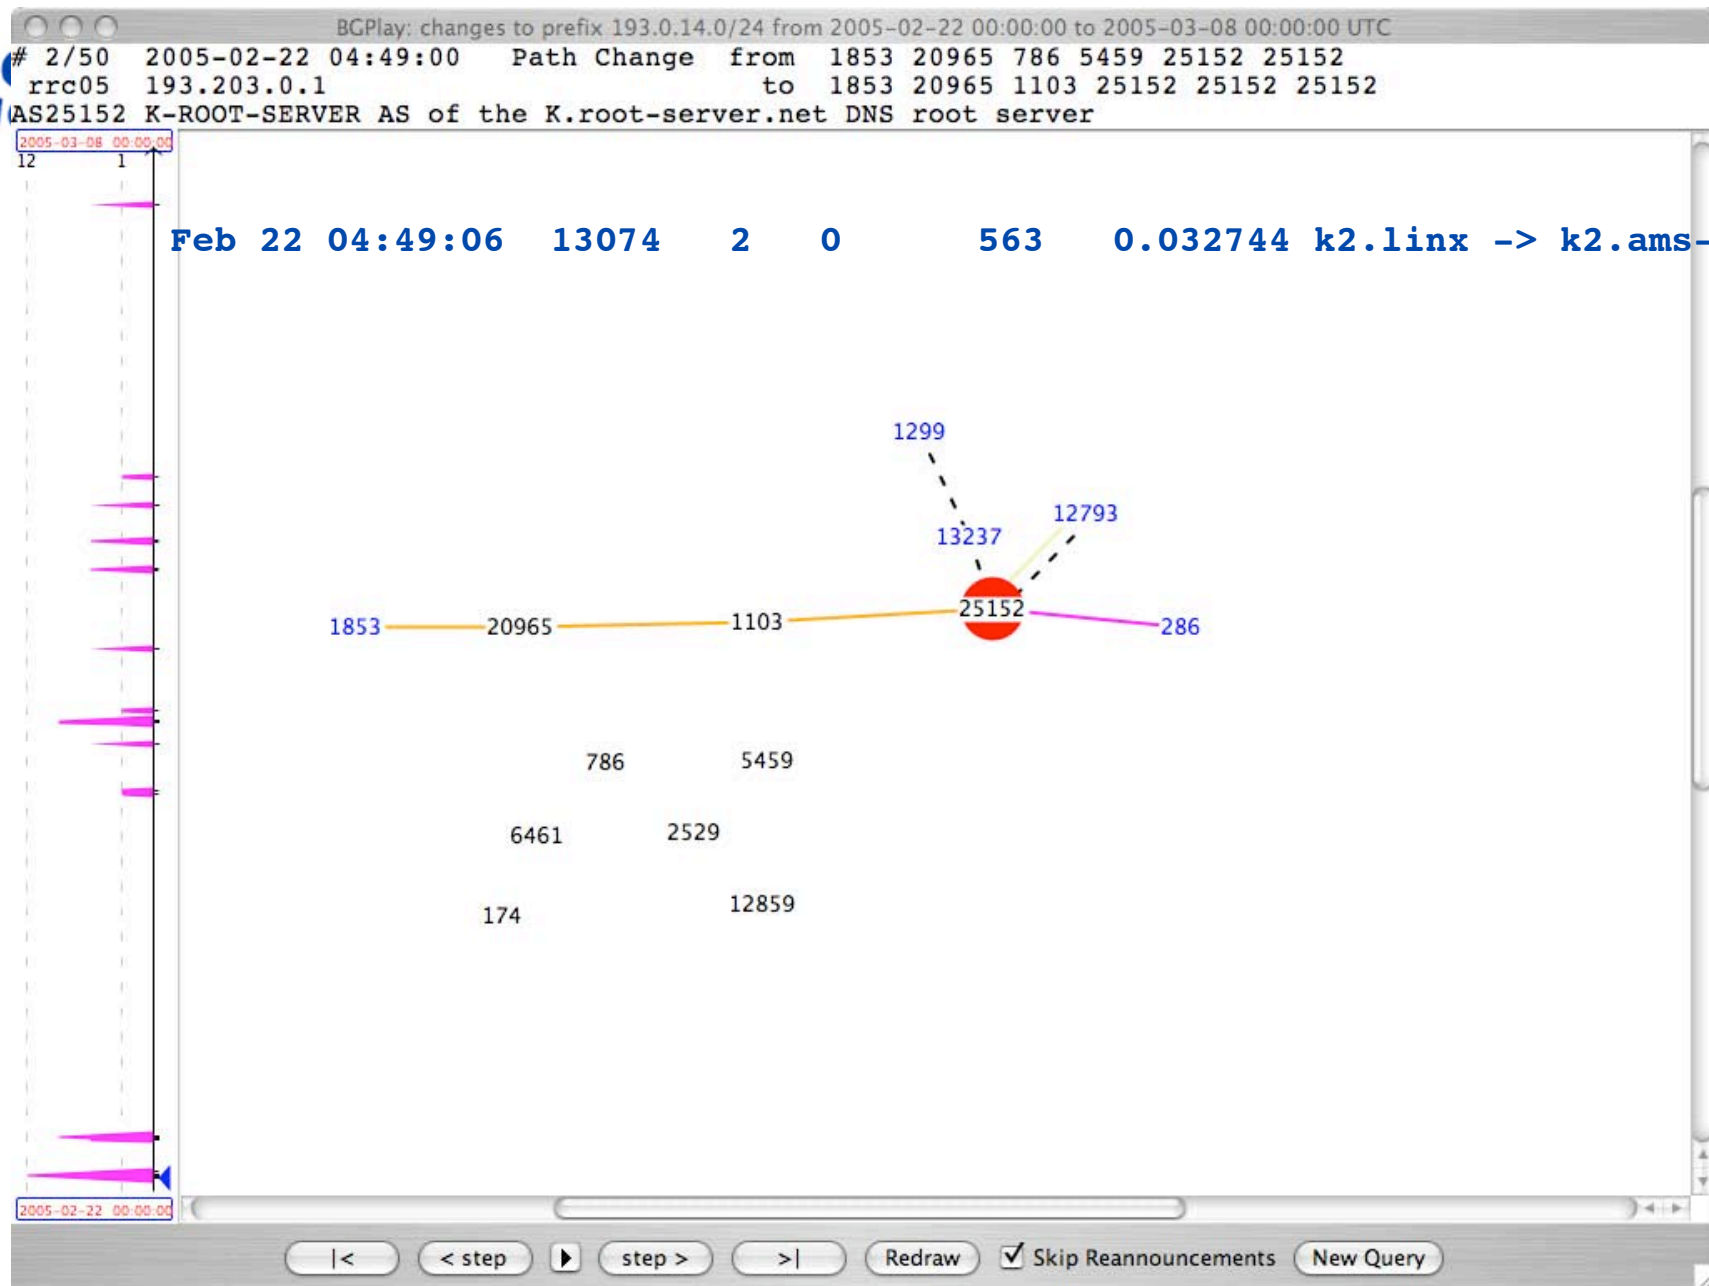 BGPlay: changes to prefix 193.0.14.0/24 from 2005-02-22 00:00:00 to 2005-03-08 00:00:00 UTC
# 2/50 2005-02-22 04:49:00 Path Change from 1853 20965 786 5459 25152 25152
rrc05 193.203.0.1 to 1853 20965 1103 25152 25152 25152
AS25152 K-ROOT-SERVER AS of the K.root-server.net DNS root server
2005-03-08 00:00:00
12 1
Feb 22 04:49:06 13074 2 0 563 0.032744 k2.linx -> k2.ams-
1299
12793
13237
25152
1853 20965 1103 286
786 5459
6461 2529
174 12859
2005-02-22 00:00:00
|< < step step > >| Redraw Skip Reannouncements New Query